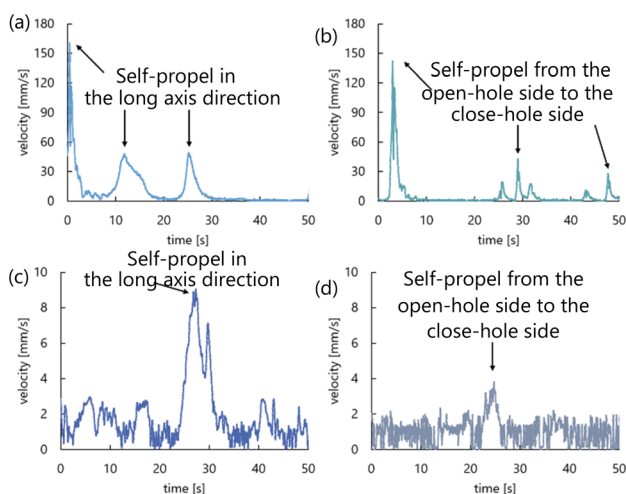 (a)
180
150
120
90
60
30
0
velocity [mm/s]
Self-propel in
the long axis direction
0 10 20 30 40 50
time [s]
(b)
180
150
120
90
60
30
0
velocity [mm/s]
Self-propel from the
open-hole side to the
close-hole side
0 10 20 30 40 50
time [s]
(c)
10
8
6
4
2
0
velocity [mm/s]
Self-propel in
the long axis direction
0 10 20 30 40 50
time [s]
(d)
10
8
6
4
2
0
velocity [mm/s]
Self-propel from the
open-hole side to the
close-hole side
0 10 20 30 40 50
time [s]